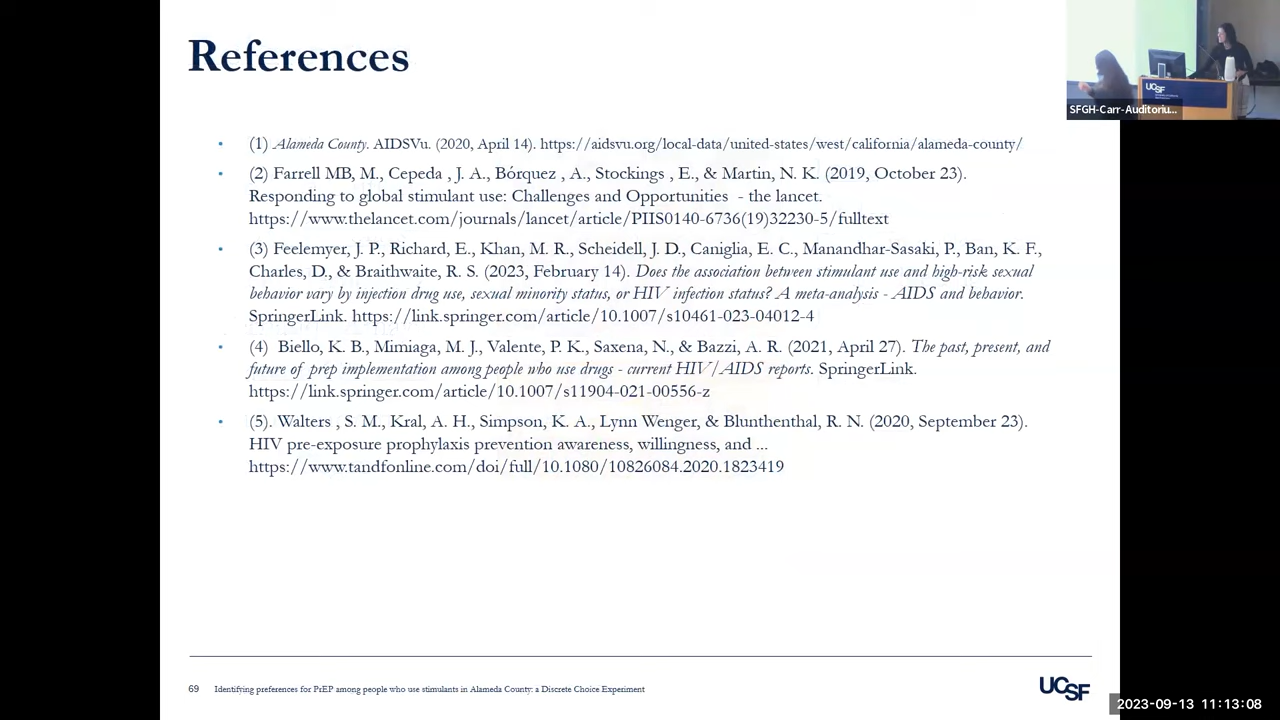 References
UCSF
SFGH-Carr-Auditoriu...
▪ (1) Alameda County. AIDSVu. (2020, April 14). https://aidsvu.org/local-data/united-states/west/california/alameda-county/
▪ (2) Farrell MB, M., Cepeda , J. A., Bórquez , A., Stockings , E., & Martin, N. K. (2019, October 23).
Responding to global stimulant use: Challenges and Opportunities  - the lancet.
https://www.thelancet.com/journals/lancet/article/PIIS0140-6736(19)32230-5/fulltext
▪ (3) Feelemyer, J. P., Richard, E., Khan, M. R., Scheidell, J. D., Caniglia, E. C., Manandhar-Sasaki, P., Ban, K. F.,
Charles, D., & Braithwaite, R. S. (2023, February 14). Does the association between stimulant use and high-risk sexual
behavior vary by injection drug use, sexual minority status, or HIV infection status? A meta-analysis - AIDS and behavior.
SpringerLink. https://link.springer.com/article/10.1007/s10461-023-04012-4
▪ (4)  Biello, K. B., Mimiaga, M. J., Valente, P. K., Saxena, N., & Bazzi, A. R. (2021, April 27). The past, present, and
future of prep implementation among people who use drugs - current HIV/AIDS reports. SpringerLink.
https://link.springer.com/article/10.1007/s11904-021-00556-z
▪ (5). Walters , S. M., Kral, A. H., Simpson, K. A., Lynn Wenger, & Blunthenthal, R. N. (2020, September 23).
HIV pre-exposure prophylaxis prevention awareness, willingness, and ...
https://www.tandfonline.com/doi/full/10.1080/10826084.2020.1823419
69 Identifying preferences for PrEP among people who use stimulants in Alameda County: a Discrete Choice Experiment
UCSF
2023-09-13 11:13:08